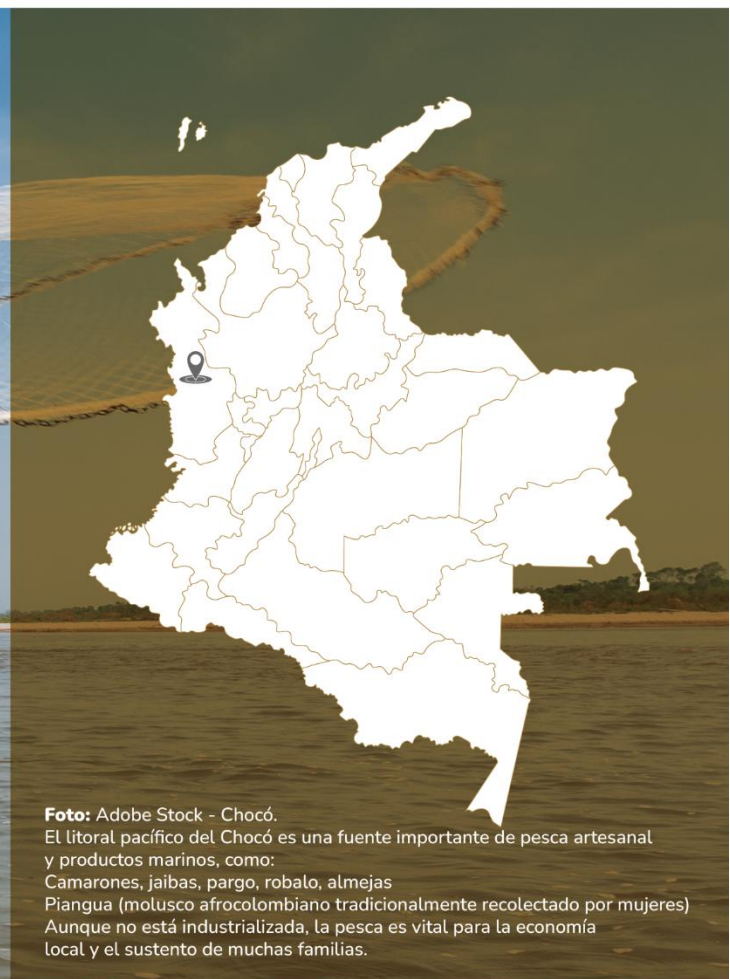 Foto: Adobe Stock - Chocó.
El litoral pacífico del Chocó es una fuente importante de pesca artesanal
y productos marinos, como:
Camarones, jaibas, pargo, robalo, almejas
Piangua (molusco afrocolombiano tradicionalmente recolectado por mujeres)
Aunque no está industrializada, la pesca es vital para la economía
local y el sustento de muchas familias.